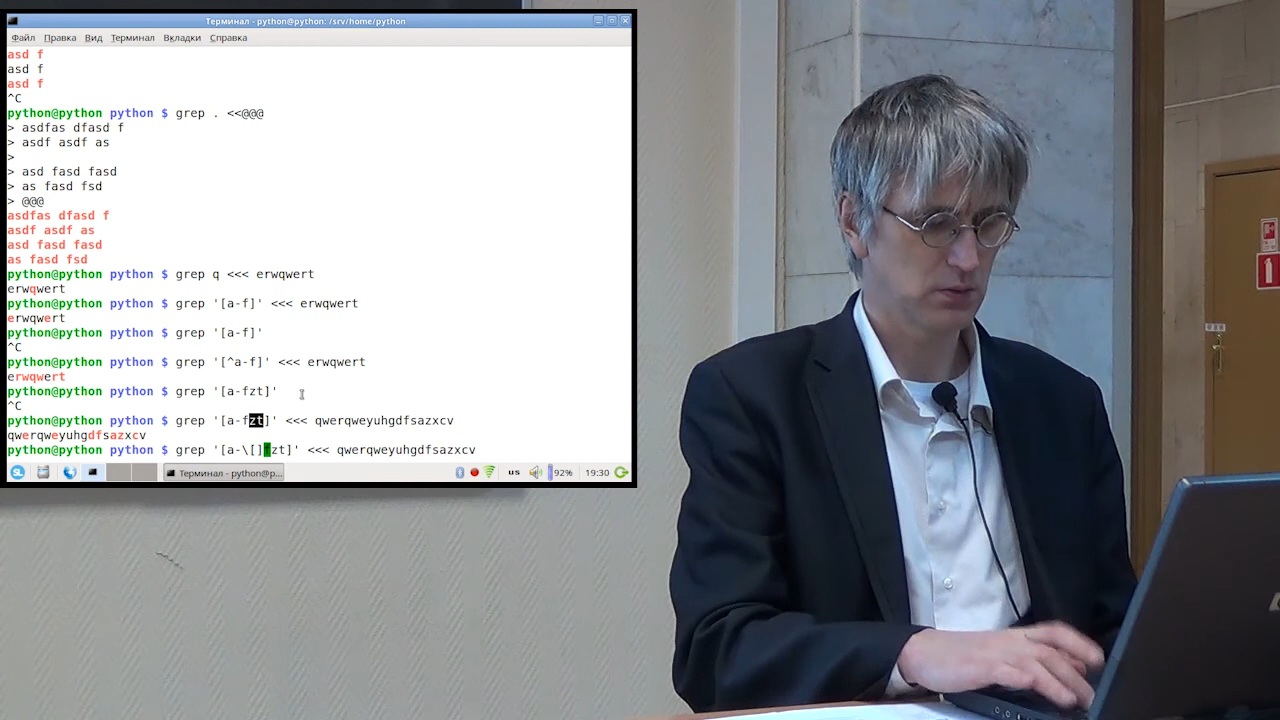 Терминал - python@python: /srv/home/python
Файл Правка Вид Терминал Вкладки Справка
asd f
asd f
asd f
^C
python@python python $ grep . <<@@@
> asdfas dfasd f
> asdf asdf as
>
> asd fasd fasd
> as fasd fsd
> @@@
asdfas dfasd f
asdf asdf as
asd fasd fasd
as fasd fsd
python@python python $ grep q <<< erwqwert
erwqwert
python@python python $ grep '[a-f]' <<< erwqwert
erwqwert
python@python python $ grep '[a-f]'
^C
python@python python $ grep '[^a-f]' <<< erwqwert
erwqwert
python@python python $ grep '[a-fzt]'
^C
python@python python $ grep '[a-fzt]' <<< qwerqweyuhgdfsazxcv
qwerqweyuhgdfsazxcv
python@python python $ grep '[a-\[]fzt]' <<< qwerqweyuhgdfsazxcv
Терминал - python@p... us 92% 19:30